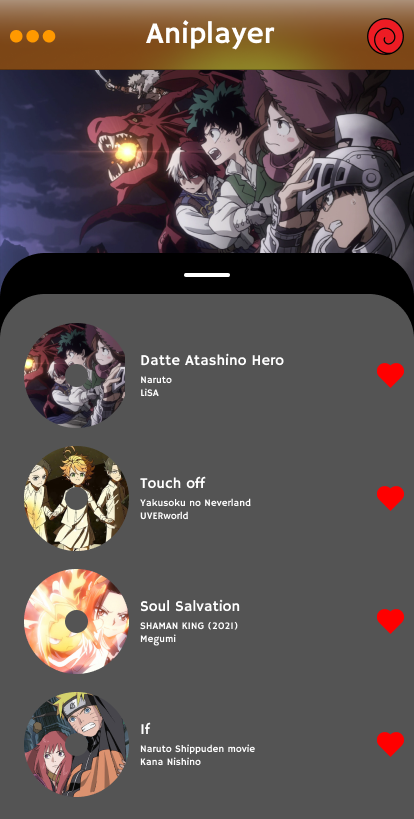 Aniplayer
Datte Atashino Hero
Naruto
LiSA
Touch off
Yakusoku no Neverland
UVERworld
Soul Salvation
SHAMAN KING (2021)
Megumi
If
Naruto Shippuden movie
Kana Nishino